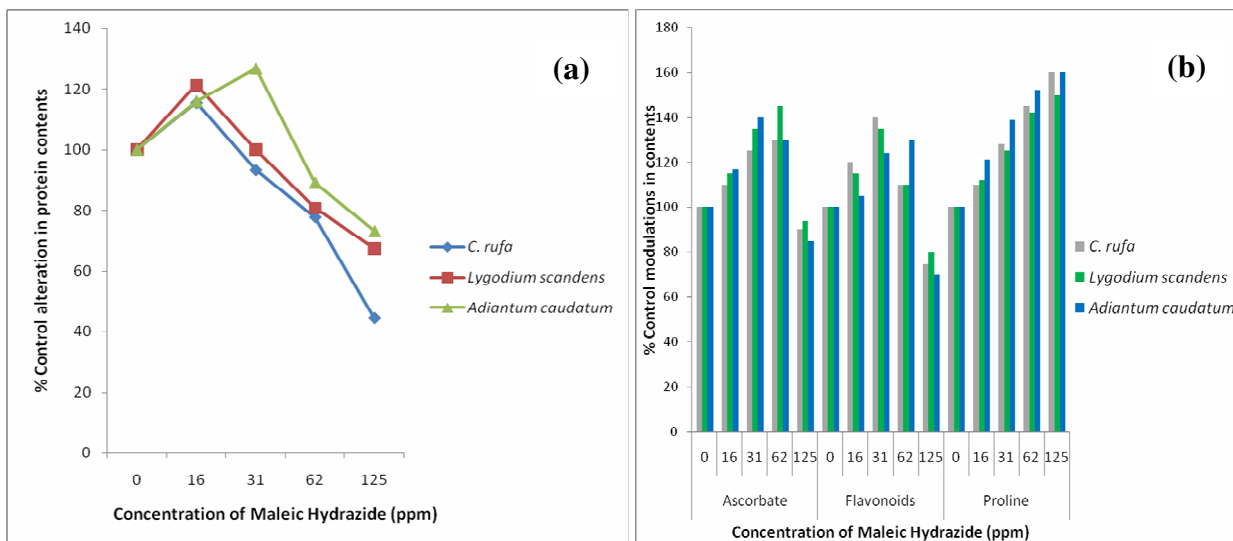 (a)
% Control alteration in protein contents
140
120
100
80
60
40
20
0
0 16 31 62 125
Concentration of Maleic Hydrazide (ppm)
C. rufa
Lygodium scandens
Adiantum caudatum
(b)
% Control modulations in contents
180
160
140
120
100
80
60
40
20
0
0 16 31 62 125 0 16 31 62 125 0 16 31 62 125
Ascorbate Flavonoids Proline
Concentration of Maleic Hydrazide (ppm)
C. rufa
Lygodium scandens
Adiantum caudatum